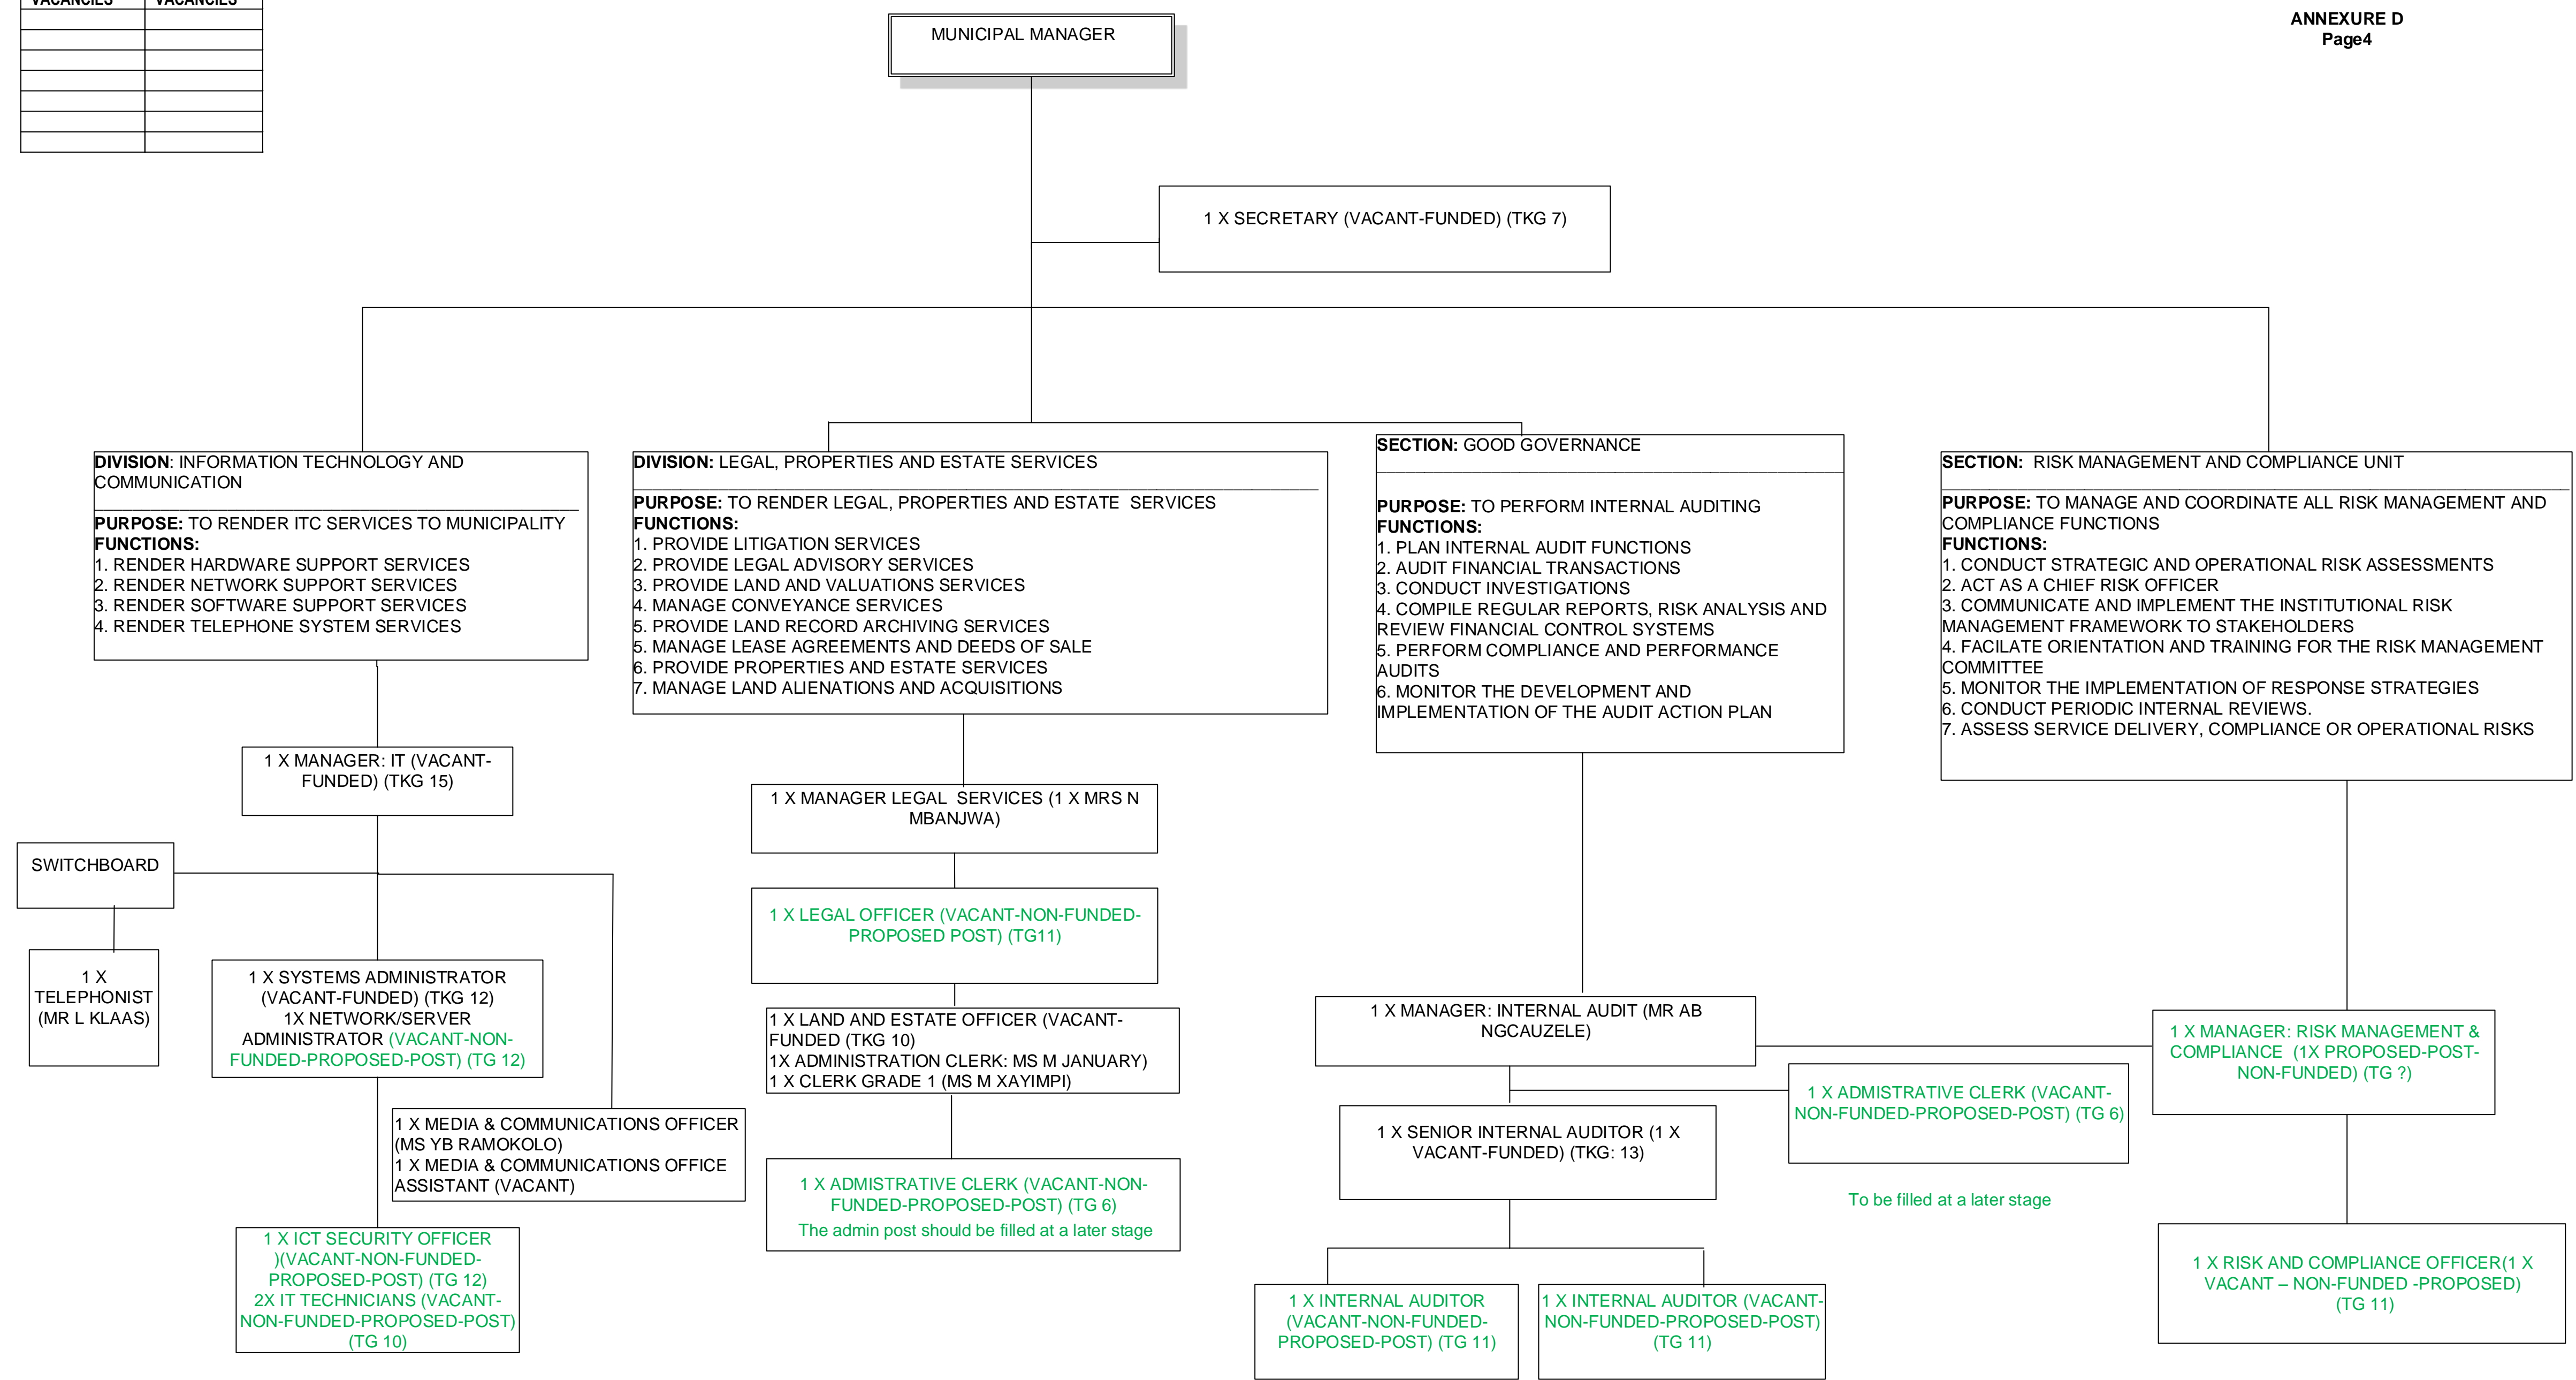 VACANCIES VACANCIES
ANNEXURE D
Page4
MUNICIPAL MANAGER
1 X SECRETARY (VACANT-FUNDED) (TKG 7)
DIVISION: INFORMATION TECHNOLOGY AND
COMMUNICATION
PURPOSE: TO RENDER ITC SERVICES TO MUNICIPALITY
FUNCTIONS:
1. RENDER HARDWARE SUPPORT SERVICES
2. RENDER NETWORK SUPPORT SERVICES
3. RENDER SOFTWARE SUPPORT SERVICES
4. RENDER TELEPHONE SYSTEM SERVICES
DIVISION: LEGAL, PROPERTIES AND ESTATE SERVICES
PURPOSE: TO RENDER LEGAL, PROPERTIES AND ESTATE SERVICES
FUNCTIONS:
1. PROVIDE LITIGATION SERVICES
2. PROVIDE LEGAL ADVISORY SERVICES
3. PROVIDE LAND AND VALUATIONS SERVICES
4. MANAGE CONVEYANCE SERVICES
5. PROVIDE LAND RECORD ARCHIVING SERVICES
5. MANAGE LEASE AGREEMENTS AND DEEDS OF SALE
6. PROVIDE PROPERTIES AND ESTATE SERVICES
7. MANAGE LAND ALIENATIONS AND ACQUISITIONS
SECTION: GOOD GOVERNANCE
PURPOSE: TO PERFORM INTERNAL AUDITING
FUNCTIONS:
1. PLAN INTERNAL AUDIT FUNCTIONS
2. AUDIT FINANCIAL TRANSACTIONS
3. CONDUCT INVESTIGATIONS
4. COMPILE REGULAR REPORTS, RISK ANALYSIS AND
REVIEW FINANCIAL CONTROL SYSTEMS
5. PERFORM COMPLIANCE AND PERFORMANCE
AUDITS
6. MONITOR THE DEVELOPMENT AND
IMPLEMENTATION OF THE AUDIT ACTION PLAN
SECTION: RISK MANAGEMENT AND COMPLIANCE UNIT
PURPOSE: TO MANAGE AND COORDINATE ALL RISK MANAGEMENT AND
COMPLIANCE FUNCTIONS
FUNCTIONS:
1. CONDUCT STRATEGIC AND OPERATIONAL RISK ASSESSMENTS
2. ACT AS A CHIEF RISK OFFICER
3. COMMUNICATE AND IMPLEMENT THE INSTITUTIONAL RISK
MANAGEMENT FRAMEWORK TO STAKEHOLDERS
4. FACILATE ORIENTATION AND TRAINING FOR THE RISK MANAGEMENT
COMMITTEE
5. MONITOR THE IMPLEMENTATION OF RESPONSE STRATEGIES
6. CONDUCT PERIODIC INTERNAL REVIEWS.
7. ASSESS SERVICE DELIVERY, COMPLIANCE OR OPERATIONAL RISKS
1 X MANAGER: IT (VACANT-
FUNDED) (TKG 15)
SWITCHBOARD
1 X
TELEPHONIST
(MR L KLAAS)
1 X SYSTEMS ADMINISTRATOR
(VACANT-FUNDED) (TKG 12)
1X NETWORK/SERVER
ADMINISTRATOR (VACANT-NON-
FUNDED-PROPOSED-POST) (TG 12)
1 X MEDIA & COMMUNICATIONS OFFICER
(MS YB RAMOKOLO)
1 X MEDIA & COMMUNICATIONS OFFICE
ASSISTANT (VACANT)
1 X ICT SECURITY OFFICER
)(VACANT-NON-FUNDED-
PROPOSED-POST) (TG 12)
2X IT TECHNICIANS (VACANT-
NON-FUNDED-PROPOSED-POST)
(TG 10)
1 X MANAGER LEGAL SERVICES (1 X MRS N
MBANJWA)
1 X LEGAL OFFICER (VACANT-NON-FUNDED-
PROPOSED POST) (TG11)
1 X LAND AND ESTATE OFFICER (VACANT-
FUNDED (TKG 10)
1X ADMINISTRATION CLERK: MS M JANUARY)
1 X CLERK GRADE 1 (MS M XAYIMPI)
1 X ADMISTRATIVE CLERK (VACANT-NON-
FUNDED-PROPOSED-POST) (TG 6)
The admin post should be filled at a later stage
1 X MANAGER: INTERNAL AUDIT (MR AB
NGCAUZELE)
1 X ADMISTRATIVE CLERK (VACANT-
NON-FUNDED-PROPOSED-POST) (TG 6)
To be filled at a later stage
1 X SENIOR INTERNAL AUDITOR (1 X
VACANT-FUNDED) (TKG: 13)
1 X INTERNAL AUDITOR
(VACANT-NON-FUNDED-
PROPOSED-POST) (TG 11)
1 X INTERNAL AUDITOR (VACANT-
NON-FUNDED-PROPOSED-POST)
(TG 11)
1 X MANAGER: RISK MANAGEMENT &
COMPLIANCE (1X PROPOSED-POST-
NON-FUNDED) (TG ?)
1 X RISK AND COMPLIANCE OFFICER(1 X
VACANT – NON-FUNDED -PROPOSED)
(TG 11)